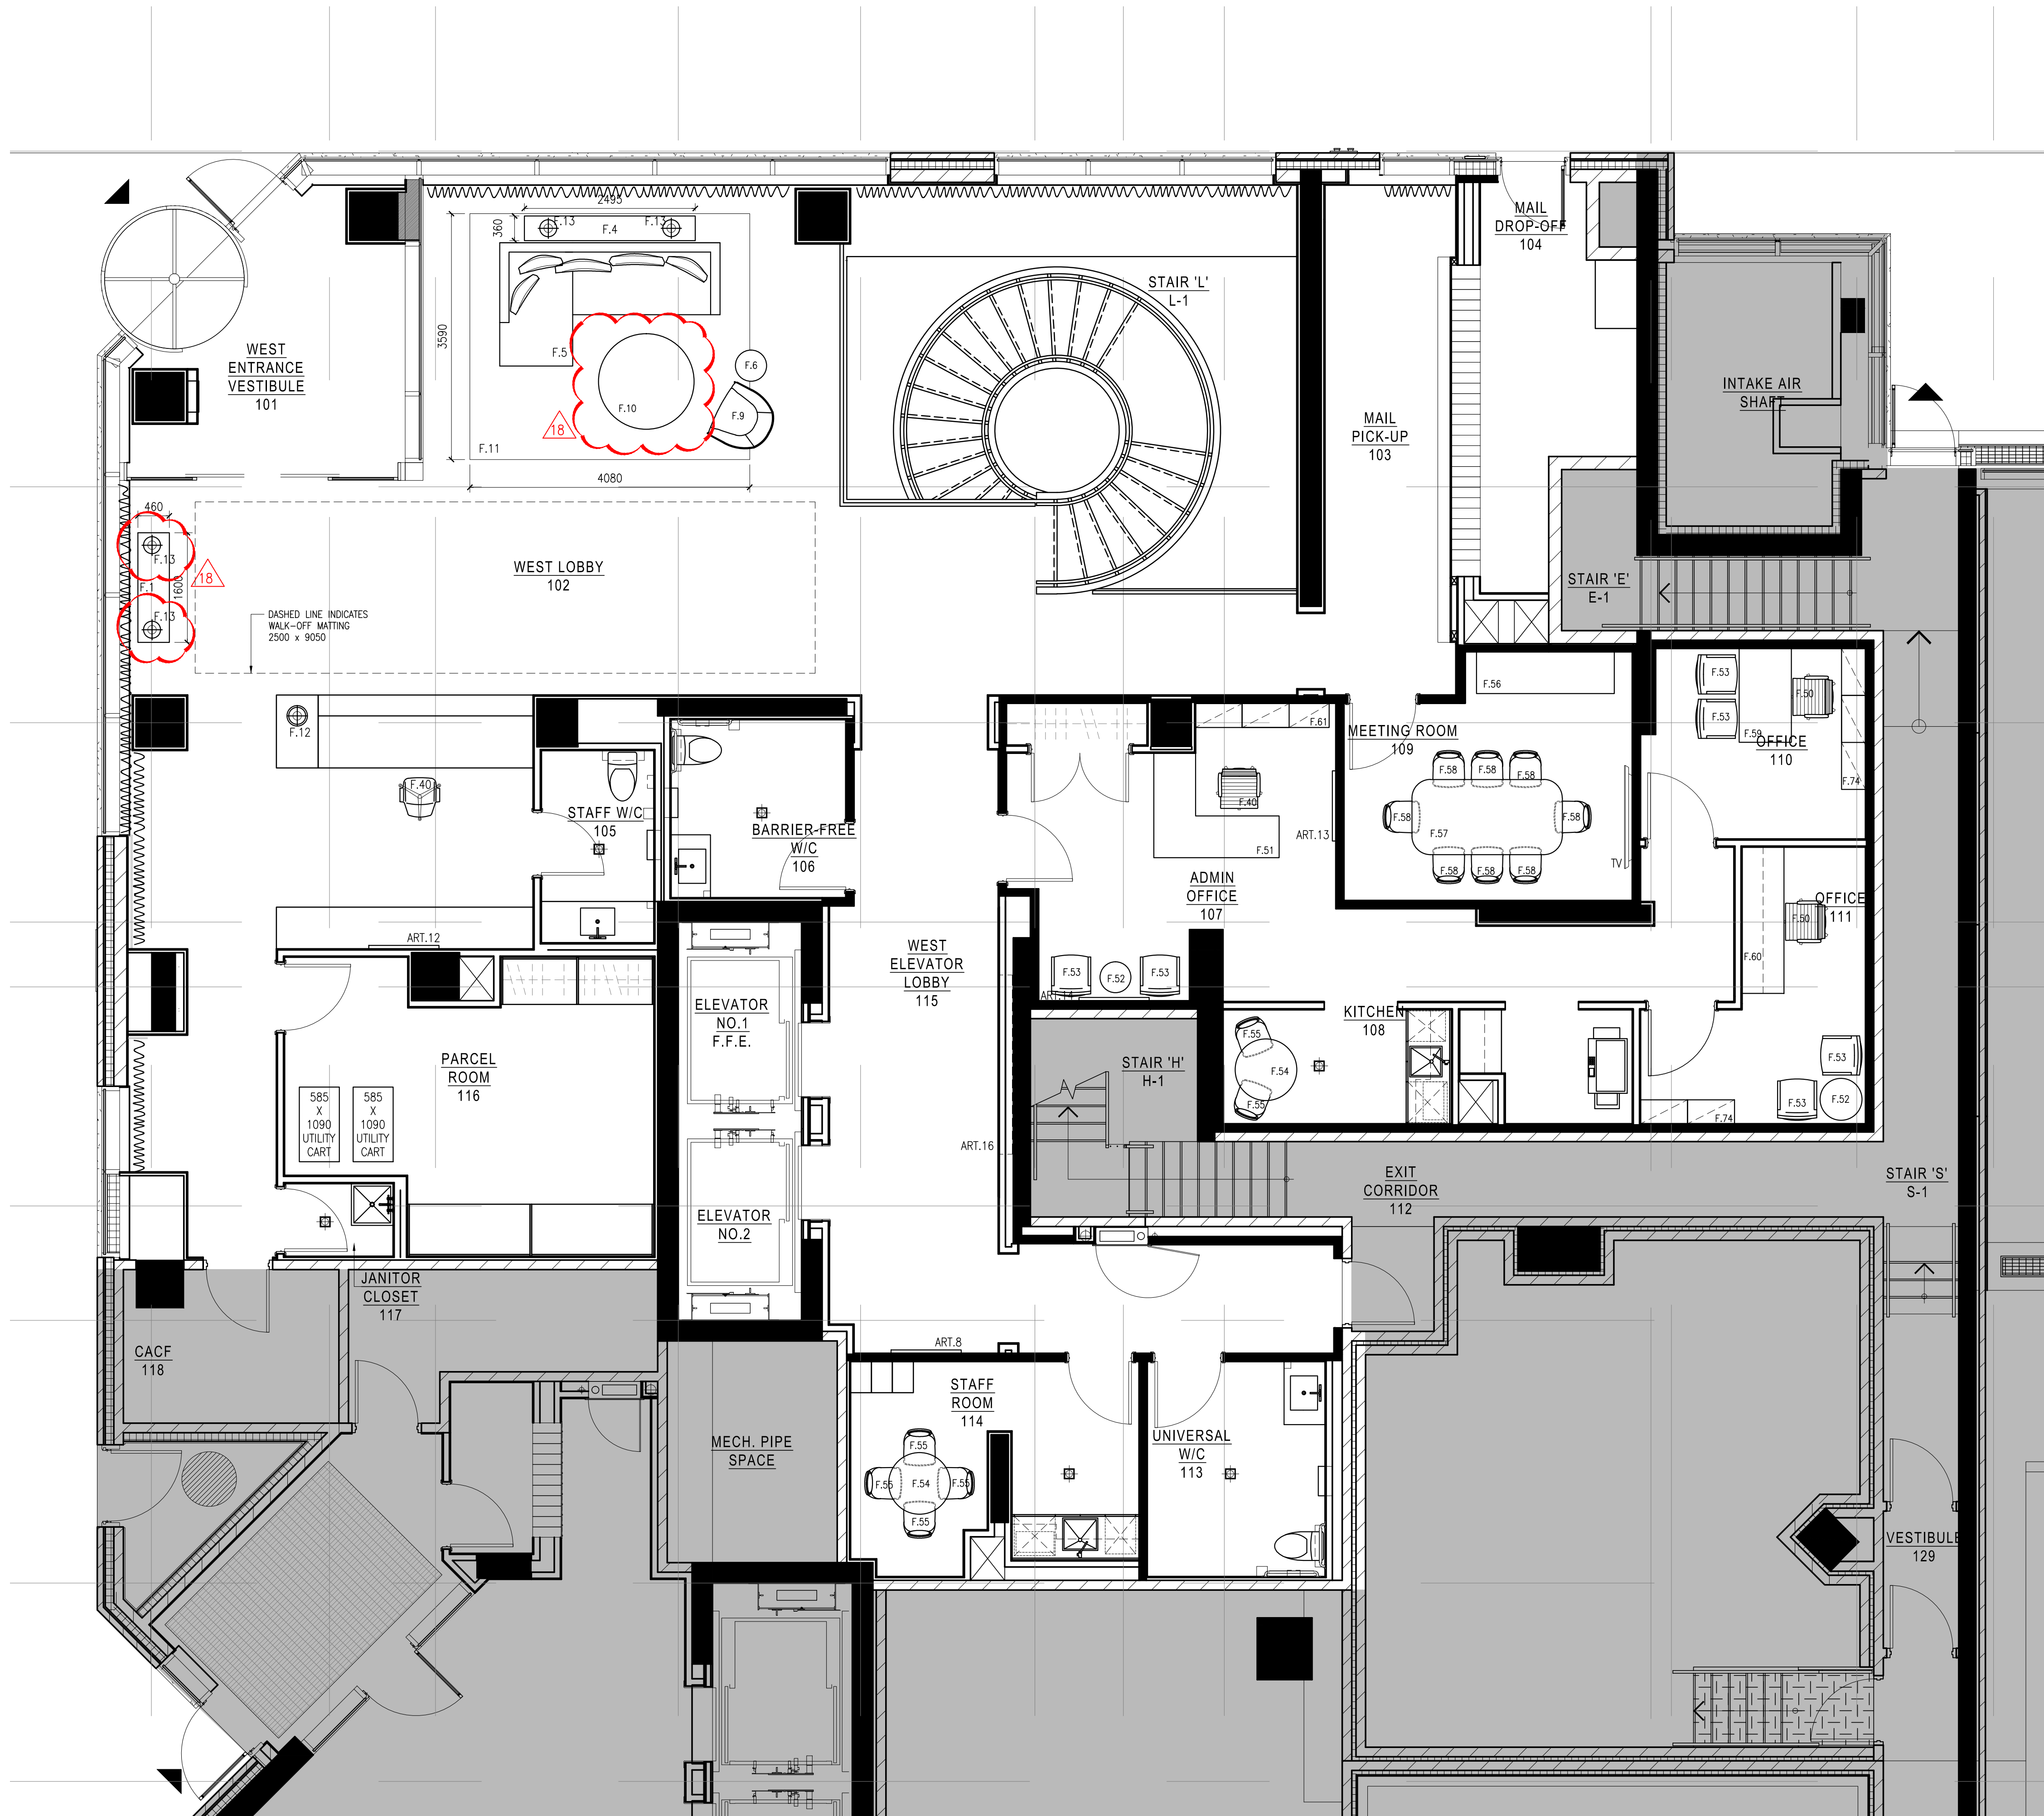 2495
F.13
F.4
F.13
360
3590
F.5
F.6
F.9
F.10
18
F.11
4080
WEST
ENTRANCE
VESTIBULE
101
STAIR 'L'
L-1
MAIL
DROP-OFF
104
MAIL
PICK-UP
103
INTAKE AIR
SHAFT
460
F.13
F.1
1600
F.13
18
WEST LOBBY
102
DASHED LINE INDICATES
WALK-OFF MATTING
2500 x 9050
STAIR 'E'
E-1
F.12
F.40
STAFF W/C
105
BARRIER-FREE
W/C
106
F.61
F.40
ART.13
F.51
ADMIN
OFFICE
107
F.53
F.52
F.53
ART.14
MEETING ROOM
109
F.56
F.58
F.58
F.58
F.58
F.57
F.58
F.58
F.58
F.58
TV
F.53
F.53
F.50
F.59
OFFICE
110
F.74
OFFICE
111
F.50
F.60
F.53
F.53
F.52
F.74
ART.12
WEST
ELEVATOR
LOBBY
115
ELEVATOR
NO.1
F.F.E.
ELEVATOR
NO.2
PARCEL
ROOM
116
585
X
1090
UTILITY
CART
585
X
1090
UTILITY
CART
KITCHEN
108
F.55
F.54
F.55
STAIR 'H'
H-1
ART.16
EXIT
CORRIDOR
112
STAIR 'S'
S-1
JANITOR
CLOSET
117
CACF
118
ART.8
STAFF
ROOM
114
F.55
F.55
F.54
F.55
F.55
MECH. PIPE
SPACE
UNIVERSAL
W/C
113
VESTIBULE
129